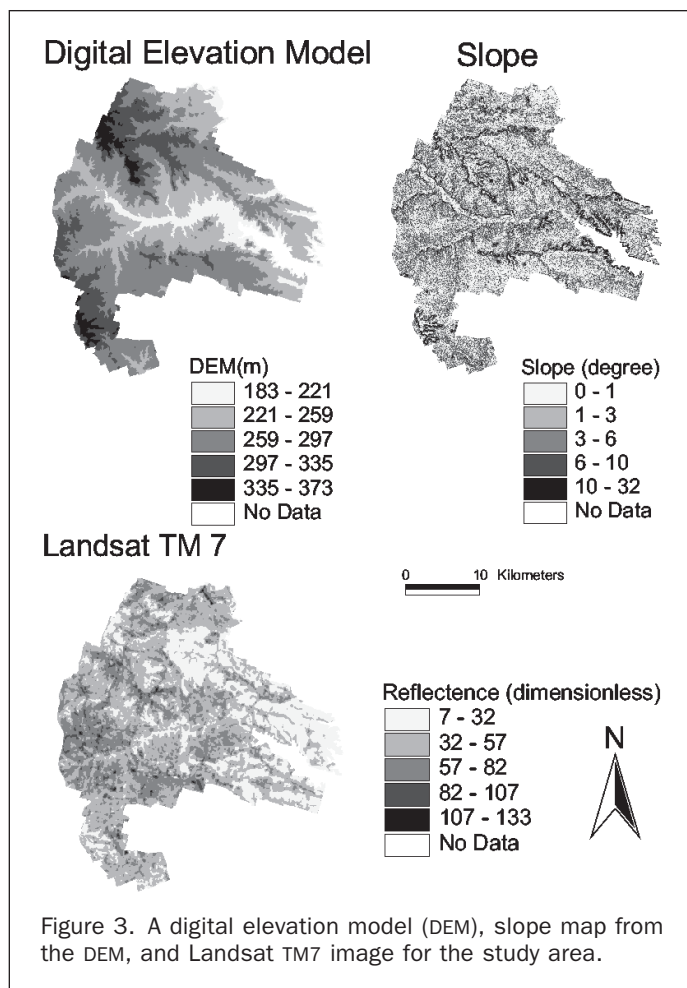 Digital Elevation Model
Slope
DEM(m)
183 - 221
221 - 259
259 - 297
297 - 335
335 - 373
No Data
Slope (degree)
0 - 1
1 - 3
3 - 6
6 - 10
10 - 32
No Data
Landsat TM 7
0 10 Kilometers
Reflectence (dimensionless)
7 - 32
32 - 57
57 - 82
82 - 107
107 - 133
No Data
N
Figure 3. A digital elevation model (DEM), slope map from
the DEM, and Landsat TM7 image for the study area.